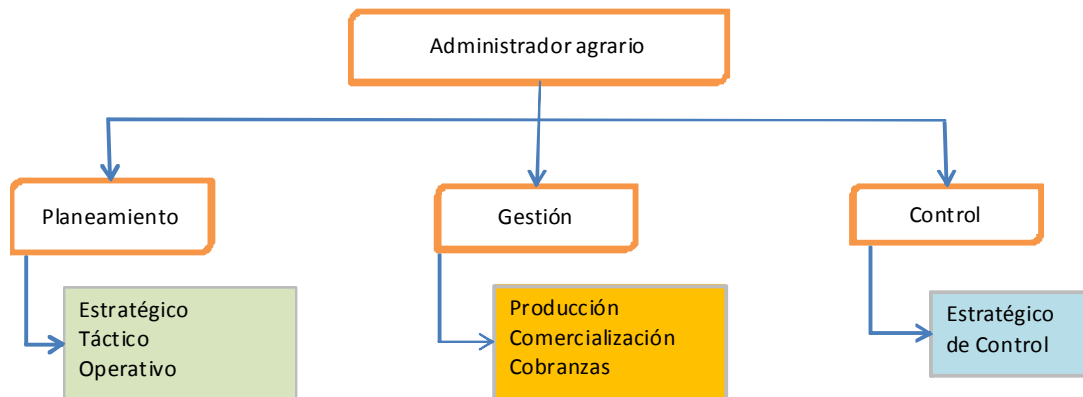 Administrador agrario
Planeamiento
Gestión
Control
Estratégico
Táctico
Operativo
Producción
Comercialización
Cobranzas
Estratégico
de Control